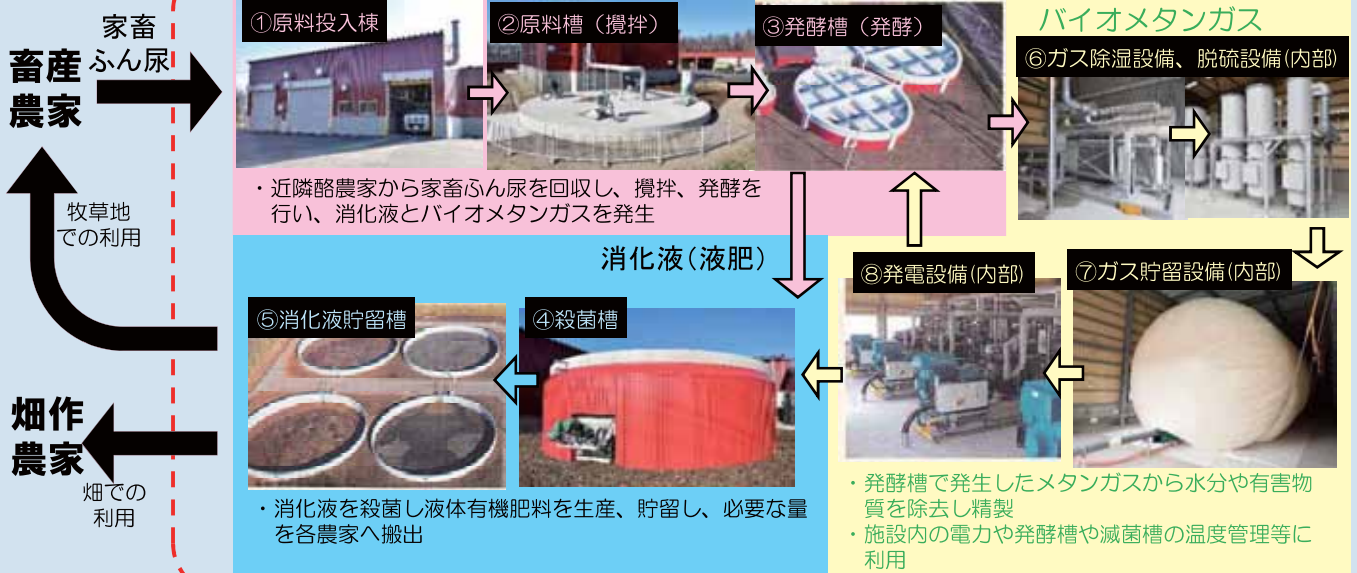 家畜
ふん尿
畜産
農家
①原料投入棟
②原料槽（攪拌）
③発酵槽（発酵）
・近隣酪農家から家畜ふん尿を回収し、攪拌、発酵を
行い、消化液とバイオメタンガスを発生
バイオメタンガス
⑥ガス除湿設備、脱硫設備(内部)
牧草地
での利用
消化液(液肥)
⑧発電設備(内部)
⑦ガス貯留設備(内部)
⑤消化液貯留槽
④殺菌槽
畑作
農家
畑での
利用
・消化液を殺菌し液体有機肥料を生産、貯留し、必要な量
を各農家へ搬出
・発酵槽で発生したメタンガスから水分や有害物
質を除去し精製
・施設内の電力や発酵槽や滅菌槽の温度管理等に
利用